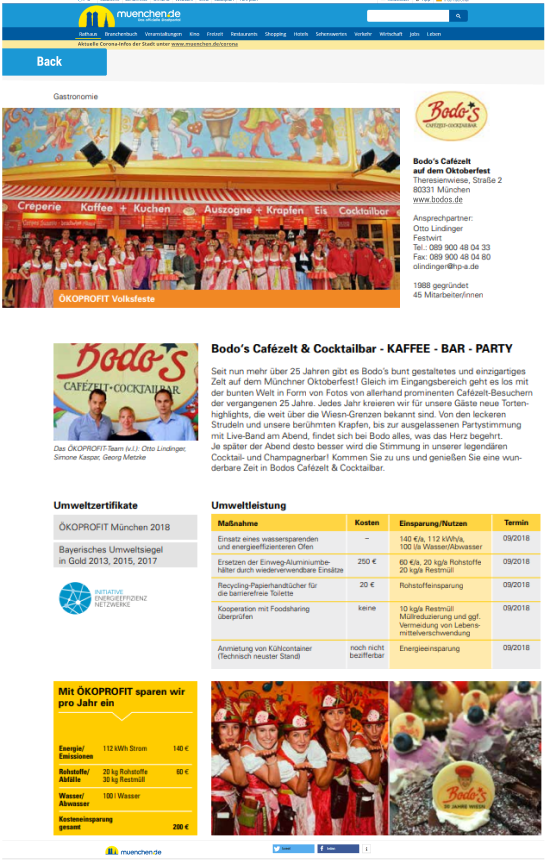 muenchen.de
Das offizielle Stadtportal
Rathaus Branchenbuch Veranstaltungen Kino Freizeit Restaurants Shopping Hotels Sehenswertes Verkehr Wirtschaft Jobs Leben
Aktuelle Corona-Infos der Stadt unter www.muenchen.de/corona
Back
Gastronomie
Crêperie Kaffee + Kuchen Auszogne + Krapfen Eis Cocktailbar
ÖKOPROFIT Volksfeste
Bodo's
CAFÉZELT-COCKTAILBAR
Bodo's Cafézelt
auf dem Oktoberfest
Theresienwiese, Straße 2
80331 München
www.bodos.de
Ansprechpartner:
Otto Lindinger
Festwirt
Tel.: 089 900 48 04 33
Fax: 089 900 48 04 80
olindinger@hp-a.de
1988 gegründet
45 Mitarbeiter/innen
Bodo's
CAFÉZELT-COCKTAILBAR
Das ÖKOPROFIT-Team (v.l.): Otto Lindinger,
Simone Kaspar, Georg Metzke
Bodo's Cafézelt & Cocktailbar - KAFFEE - BAR - PARTY
Seit nun mehr über 25 Jahren gibt es Bodo's bunt gestaltetes und einzigartiges
Zelt auf dem Münchner Oktoberfest! Gleich im Eingangsbereich geht es los mit
der bunten Welt in Form von Fotos von allerhand prominenten Cafézelt-Besuchern
der vergangenen 25 Jahre. Jedes Jahr kreieren wir für unsere Gäste neue Torten-
highlights, die weit über die Wiesn-Grenzen bekannt sind. Von den leckeren
Strudeln und unsere berühmten Krapfen, bis zur ausgelassenen Partystimmung
mit Live-Band am Abend, findet sich bei Bodo alles, was das Herz begehrt.
Je später der Abend desto besser wird die Stimmung in unserer legendären
Cocktail- und Champagnerbar! Kommen Sie zu uns und genießen Sie eine wun-
derbare Zeit in Bodos Cafézelt & Cocktailbar.
Umweltzertifikate
ÖKOPROFIT München 2018
Bayerisches Umweltsiegel
in Gold 2013, 2015, 2017
INITIATIVE
ENERGIEEFFIZIENZ
NETZWERKE
Umweltleistung
Maßnahme Kosten Einsparung/Nutzen Termin
Einsatz eines wassersparenden – 140 €/a, 112 kWh/a, 09/2018
und energieeffizienteren Ofen 100 l/a Wasser/Abwasser
Ersetzen der Einweg-Aluminiumbe- 250 € 60 €/a, 20 kg/a Rohstoffe 09/2018
hälter durch wiederverwendbare Einsätze 20 kg/a Restmüll
Recycling-Papierhandtücher für 20 € Rohstoffeinsparung 09/2018
die barrierefreie Toilette
Kooperation mit Foodsharing keine 10 kg/a Restmüll 09/2018
überprüfen Müllreduzierung und ggf.
Vermeidung von Lebens-
mittelverschwendung
Anmietung von Kühlcontainer noch nicht Energieeinsparung 09/2018
(Technisch neuster Stand) bezifferbar
Mit ÖKOPROFIT sparen wir
pro Jahr ein
Energie/ 112 kWh Strom 140 €
Emissionen
Rohstoffe/ 20 kg Rohstoffe 60 €
Abfälle 30 kg Restmüll
Wasser/ 100 l Wasser
Abwasser
Kosteneinsparung
gesamt 200 €
Bodo's
muenchen.de
tweet
teilen
1